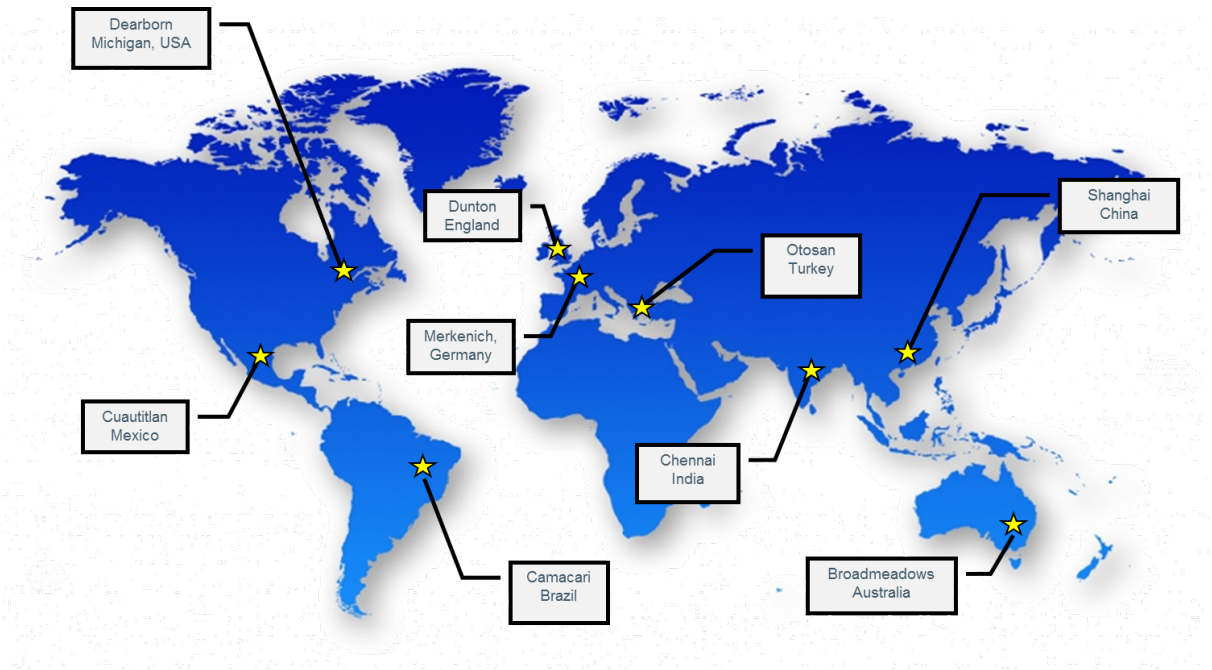 Dearborn
Michigan, USA
Dunton
England
Shanghai
China
Otosan
Turkey
Merkenich,
Germany
Cuautitlan
Mexico
Chennai
India
Camacari
Brazil
Broadmeadows
Australia